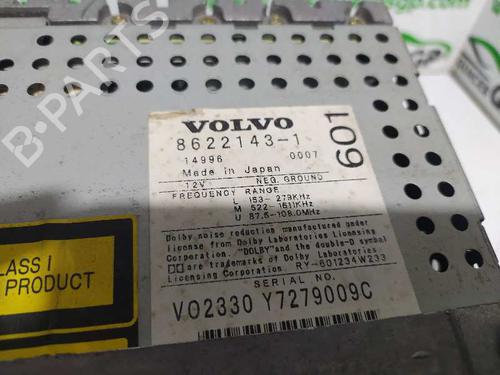 VOLVO
8622143-1
14996 0007
601
Made in Japan
12V NEG. GROUND
FREQUENCY RANGE
L 153-279KHz
M 522-1611KHz
U 87.5-108.0MHz
Dolby noise reduction manufactured under
license from Dolby Laboratories Licensing
Corporation. "DOLBY" and the double-D symbol
are trademarks of Dolby Laboratories
Licensing Corporation. RY-601234W233
SERIAL NO.
V02330 Y7279009C
LASS I
PRODUCT
B-PARTS